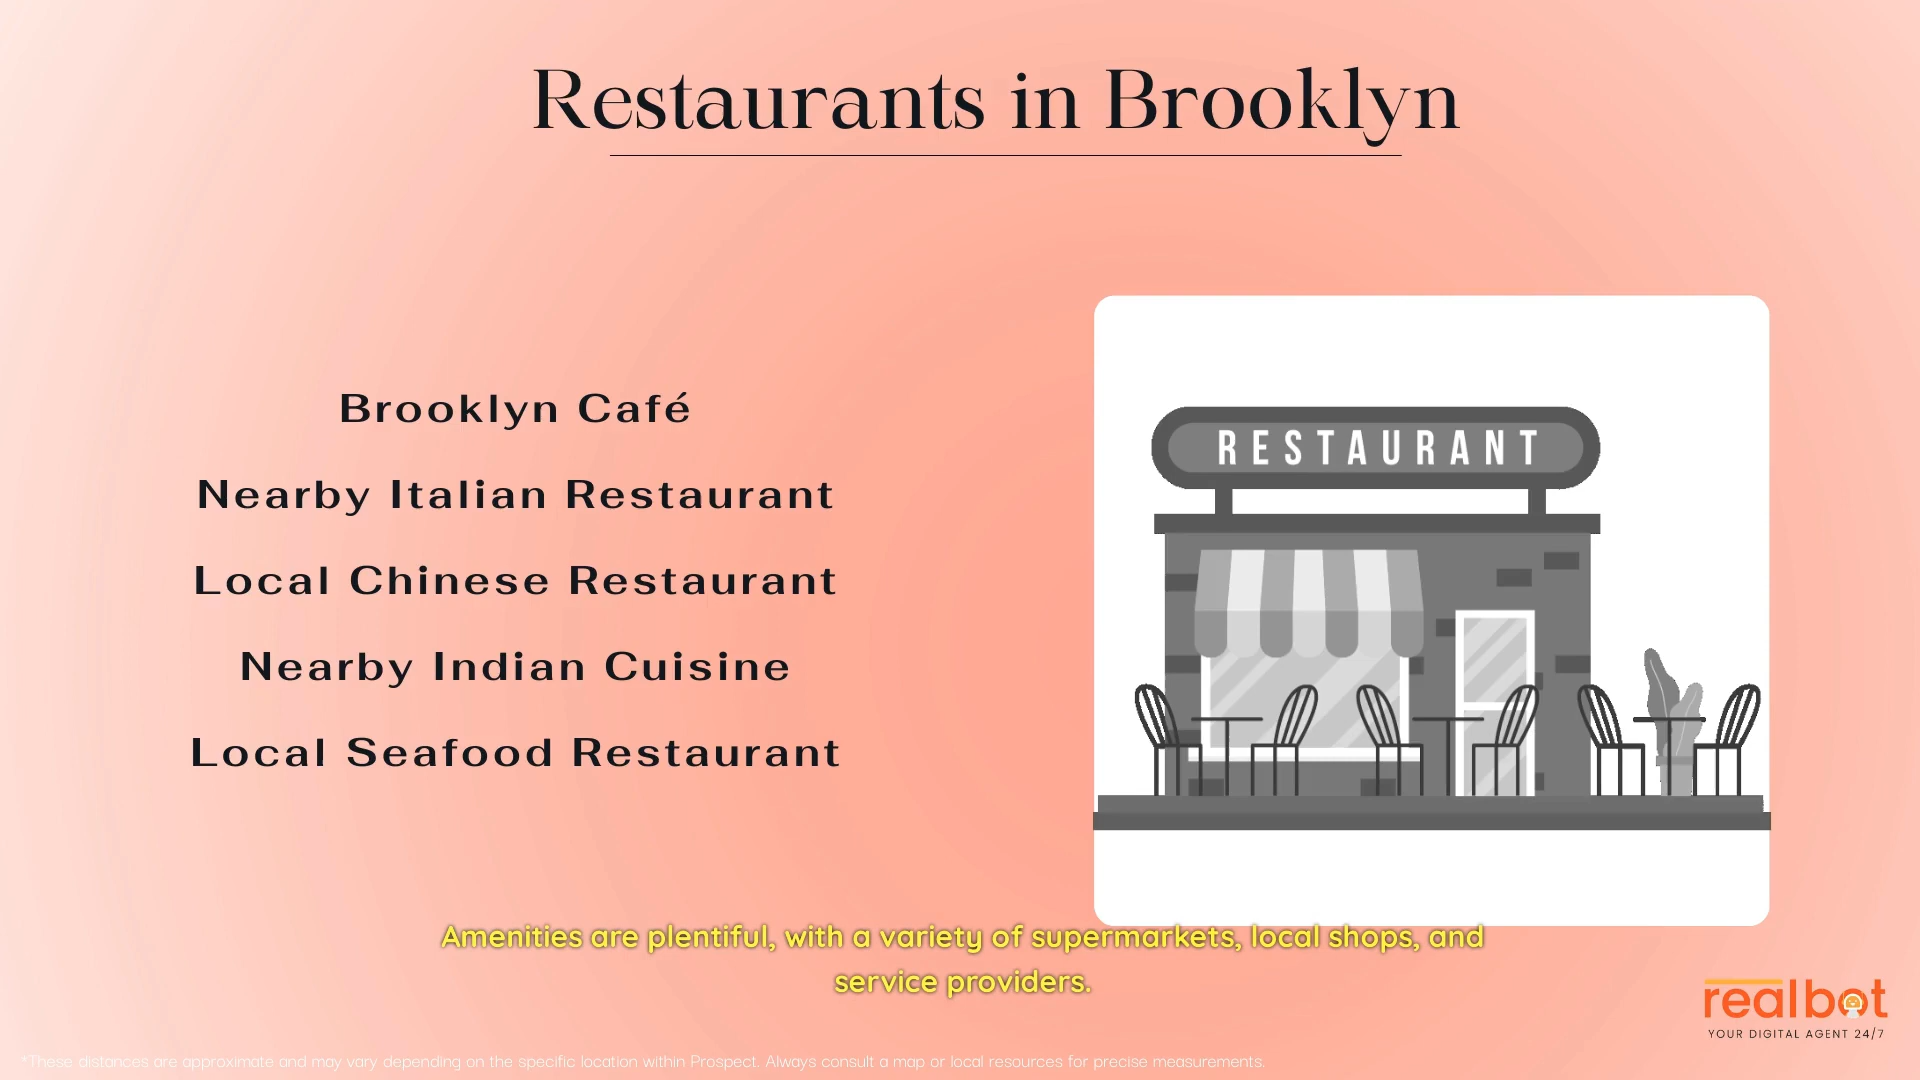 Restaurants in Brooklyn
Brooklyn Café
Nearby Italian Restaurant
Local Chinese Restaurant
Nearby Indian Cuisine
Local Seafood Restaurant
RESTAURANT
Amenities are plentiful, with a variety of supermarkets, local shops, and
service providers.
realbot
YOUR DIGITAL AGENT 24/7
*These distances are approximate and may vary depending on the specific location within Prospect. Always consult a map or local resources for precise measurements.